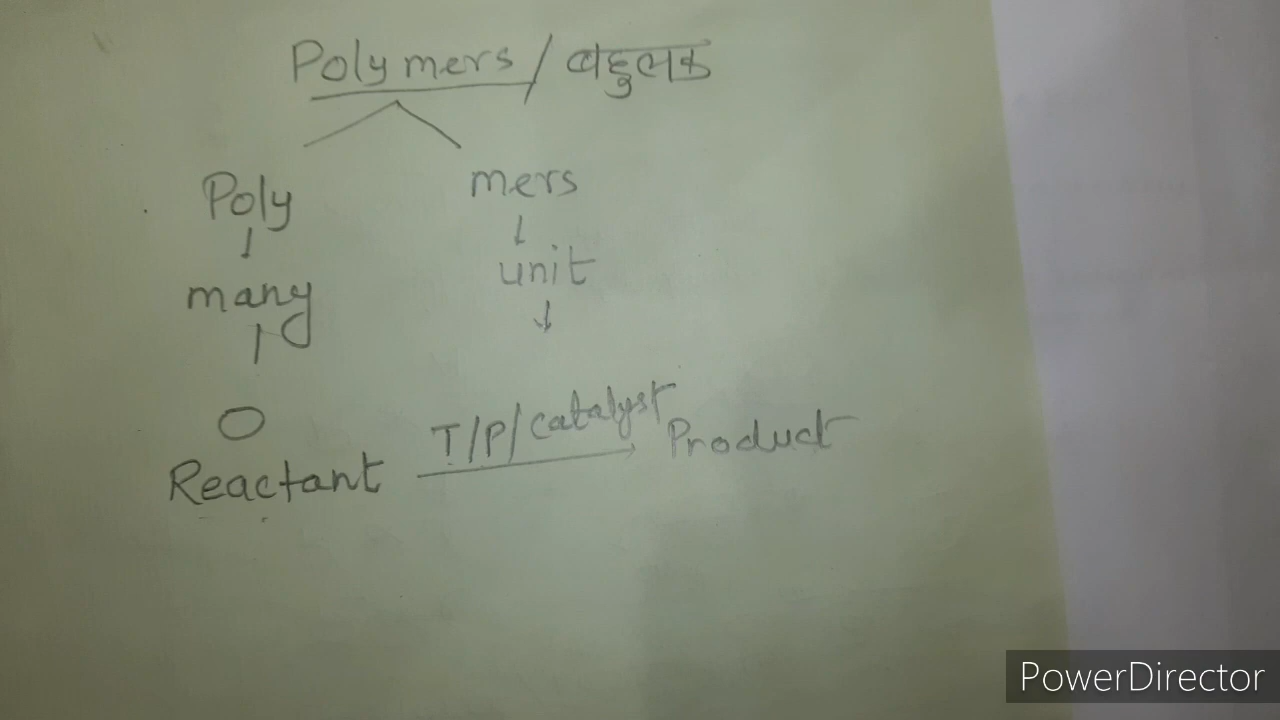 Polymers / बहुलक
Poly mers
many unit
T/P/catalyst
Reactant Product
PowerDirector